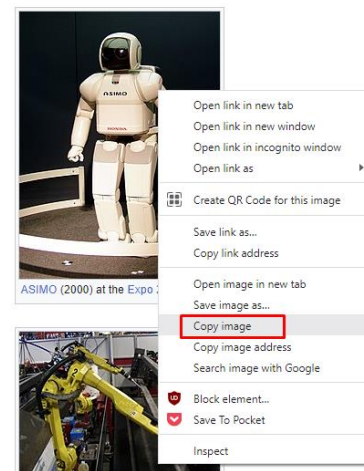 ASIMO
HONDA
Open link in new tab
Open link in new window
Open link in incognito window
Open link as
Create QR Code for this image
Save link as...
Copy link address
Open image in new tab
Save image as...
Copy image
Copy image address
Search image with Google
Block element...
Save To Pocket
Inspect
ASIMO (2000) at the Expo